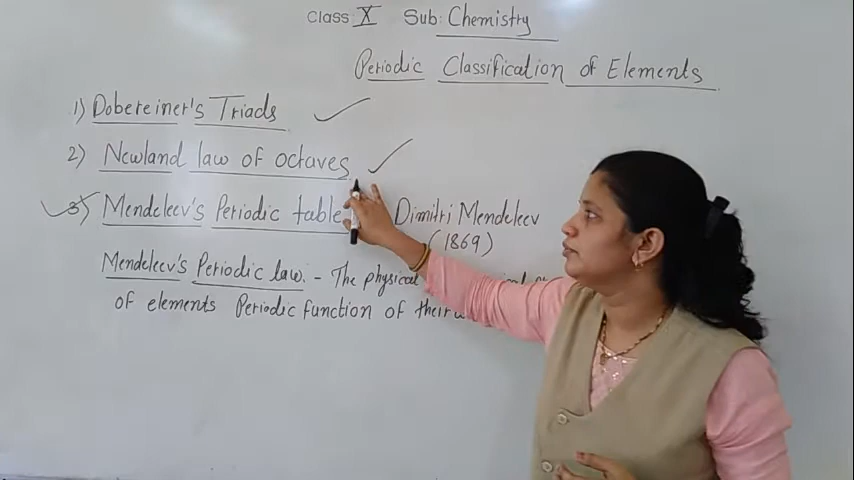 Class: X Sub: Chemistry
Periodic Classification of Elements
1) Dobereiner's Triads
2) Newland law of octaves
3) Mendeleev's Periodic table Dimitri Mendeleev
(1869)
Mendeleev's Periodic law. - The physical
of elements Periodic function of their